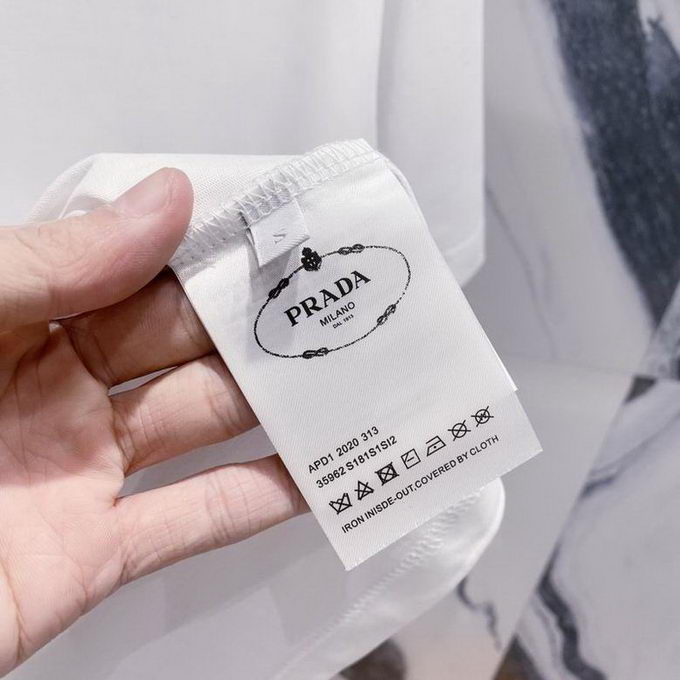 S
PRADA
MILANO
DAL 1913
APD1 2020 313
35962 S181S1SI2
IRON INISDE-OUT.COVERED BY CLOTH